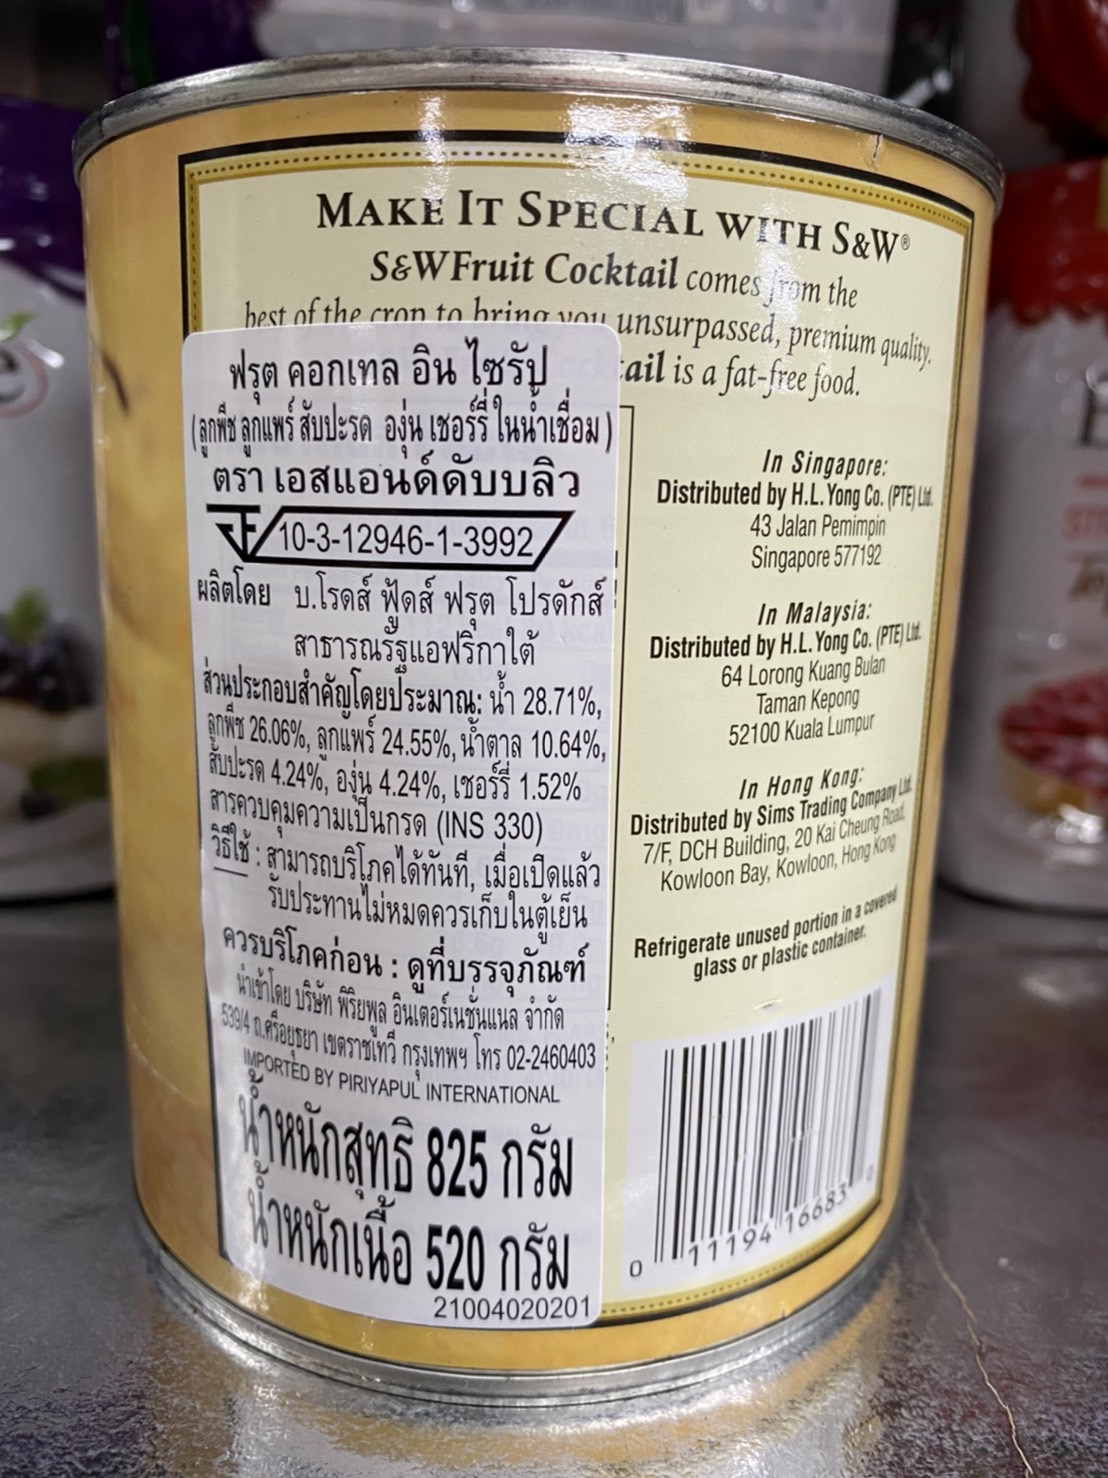 MAKE IT SPECIAL WITH S&W®
S&W Fruit Cocktail comes from the
best of the crop to bring you unsurpassed, premium quality.
tail is a fat-free food.
ฟรุต คอกเทล อิน ไซรัป
(ลูกพีช ลูกแพร์ สับปะรด องุ่น เชอร์รี่ ในน้ำเชื่อม)
ตรา เอสแอนด์ดับบลิว
10-3-12946-1-3992
ผลิตโดย บ.โรดส์ ฟู้ดส์ ฟรุต โปรดักส์
สาธารณรัฐแอฟริกาใต้
ส่วนประกอบสำคัญโดยประมาณ: น้ำ 28.71%,
ลูกพีช 26.06%, ลูกแพร์ 24.55%, น้ำตาล 10.64%,
สับปะรด 4.24%, องุ่น 4.24%, เชอร์รี่ 1.52%
สารควบคุมความเป็นกรด (INS 330)
วิธีใช้ : สามารถบริโภคได้ทันที, เมื่อเปิดแล้ว
รับประทานไม่หมดควรเก็บในตู้เย็น
ควรบริโภคก่อน : ดูที่บรรจุภัณฑ์
นำเข้าโดย บริษัท พิริยพูล อินเตอร์เนชั่นแนล จำกัด
539/4 ถ.ศรีอยุธยา เขตราชเทวี กรุงเทพฯ โทร 02-2460403
IMPORTED BY PIRIYAPUL INTERNATIONAL
น้ำหนักสุทธิ 825 กรัม
น้ำหนักเนื้อ 520 กรัม
21004020201
In Singapore:
Distributed by H.L. Yong Co. (PTE) Ltd.
43 Jalan Pemimpin
Singapore 577192
In Malaysia:
Distributed by H.L. Yong Co. (PTE) Ltd.
64 Lorong Kuang Bulan
Taman Kepong
52100 Kuala Lumpur
In Hong Kong:
Distributed by Sims Trading Company Ltd.
7/F, DCH Building, 20 Kai Cheung Road,
Kowloon Bay, Kowloon, Hong Kong
Refrigerate unused portion in a covered
glass or plastic container.
0 11194 16683 0